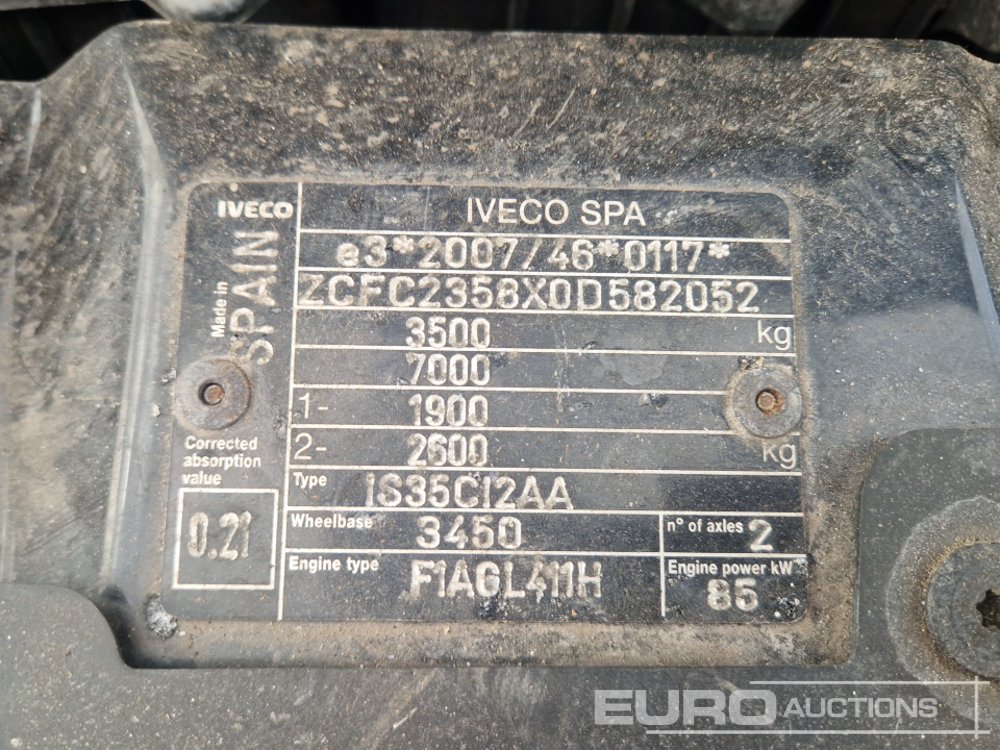 IVECO
IVECO SPA
Made in
SPAIN
e3*2007/46*0117*
ZCFC2358X0D582052
3500 kg
7000
1- 1900
2- 2600 kg
Corrected
absorption
value
0.21
Type IS35CI2AA
Wheelbase 3450 n° of axles 2
Engine type F1AGL411H Engine power kW
85
EURO AUCTIONS